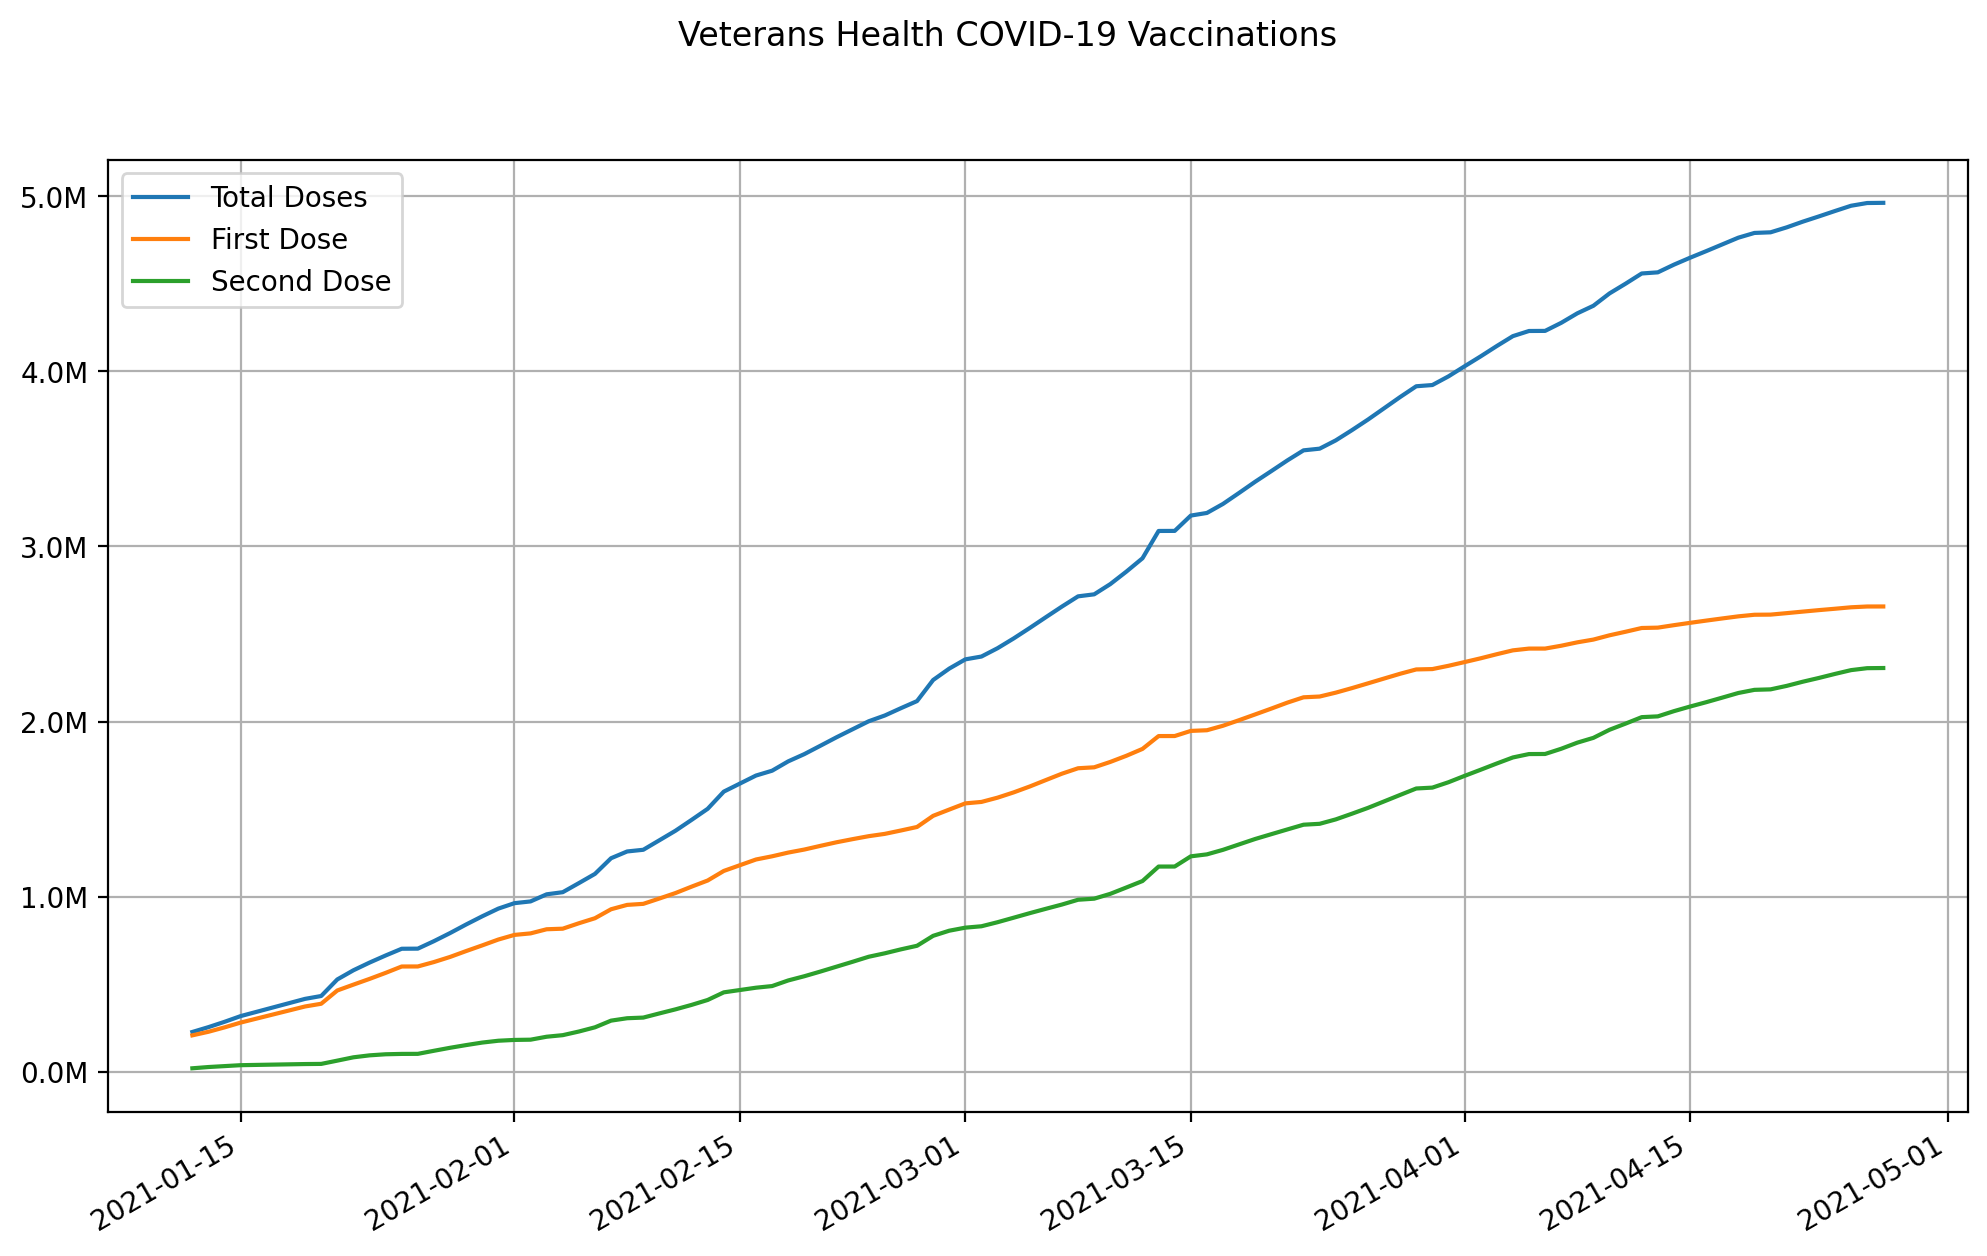 Veterans Health COVID-19 Vaccinations
5.0M
4.0M
3.0M
2.0M
1.0M
0.0M
Total Doses
First Dose
Second Dose
2021-01-15
2021-02-01
2021-02-15
2021-03-01
2021-03-15
2021-04-01
2021-04-15
2021-05-01